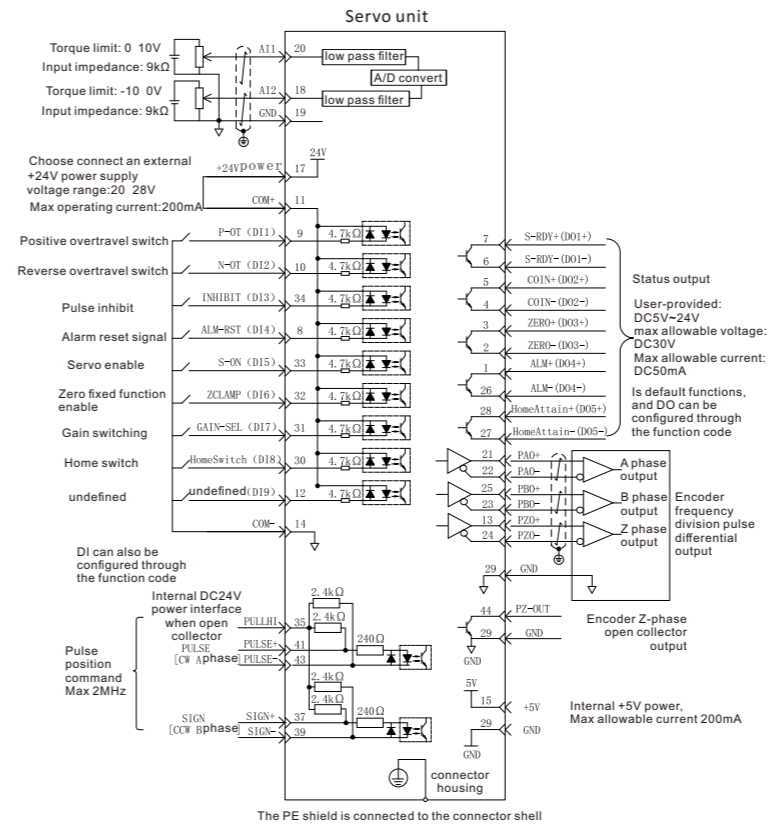 Servo unit
Torque limit: 0 10V
Input impedance: 9kΩ
Torque limit: -10 0V
Input impedance: 9kΩ
AI1 20
AI2 18
GND 19
low pass filter
A/D convert
low pass filter
Choose connect an external
+24V power supply
voltage range:20 28V
Max operating current:200mA
+24Vpower 17
24V
COM+ 11
Positive overtravel switch
P-OT (DI1) 9 4.7kΩ
Reverse overtravel switch
N-OT (DI2) 10 4.7kΩ
Pulse inhibit
INHIBIT (DI3) 34 4.7kΩ
Alarm reset signal
ALM-RST (DI4) 8 4.7kΩ
Servo enable
S-ON (DI5) 33 4.7kΩ
Zero fixed function
enable
ZCLAMP (DI6) 32 4.7kΩ
Gain switching
GAIN-SEL (DI7) 31 4.7kΩ
Home switch
HomeSwitch (DI8) 30 4.7kΩ
undefined
undefined(DI9) 12 4.7kΩ
COM- 14
DI can also be
configured through
the function code
7 S-RDY+(DO1+)
6 S-RDY-(DO1-)
5 COIN+(DO2+)
4 COIN-(DO2-)
3 ZERO+(DO3+)
2 ZERO-(DO3-)
1 ALM+(DO4+)
26 ALM-(DO4-)
28 HomeAttain+(DO5+)
27 HomeAttain-(DO5-)
Status output
User-provided:
DC5V~24V
max allowable voltage:
DC30V
Max allowable current:
DC50mA
Is default functions,
and DO can be
configured through
the function code
21 PAO+
22 PAO-
25 PBO+
23 PBO-
13 PZO+
24 PZO-
A phase
output
B phase
output
Z phase
output
Encoder
frequency
division pulse
differential
output
29 GND
44 PZ-OUT
29 GND
GND
Encoder Z-phase
open collector
output
5V
15 +5V
29 GND
GND
Internal +5V power,
Max allowable current 200mA
Internal DC24V
power interface
when open
collector
PULLHI 35
Pulse
position
command
Max 2MHz
PULSE
[CW Aphase]
PULSE+ 41
PULSE- 43
2.4kΩ
2.4kΩ
240Ω
SIGN
[CCW Bphase]
SIGN+ 37
SIGN- 39
2.4kΩ
2.4kΩ
240Ω
connector
housing
The PE shield is connected to the connector shell